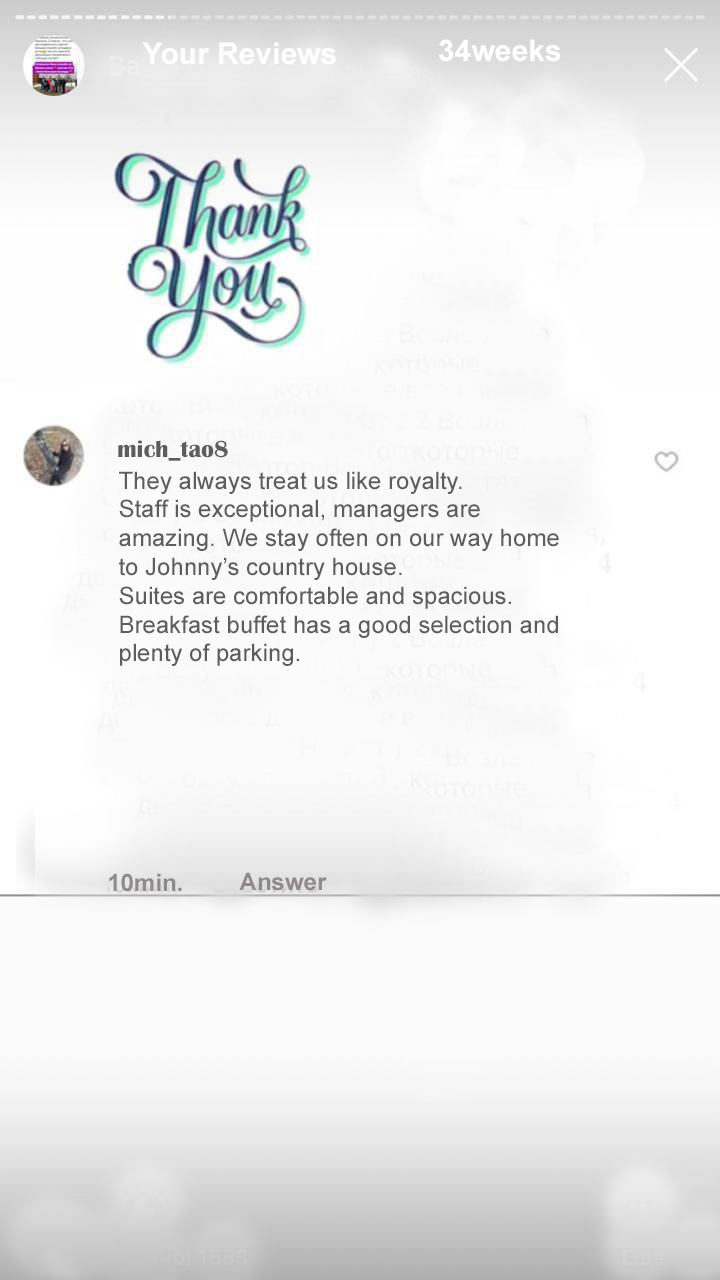 Your Reviews 34weeks
Thank
You
mich_tao8
They always treat us like royalty.
Staff is exceptional, managers are
amazing. We stay often on our way home
to Johnny’s country house.
Suites are comfortable and spacious.
Breakfast buffet has a good selection and
plenty of parking.
10min. Answer